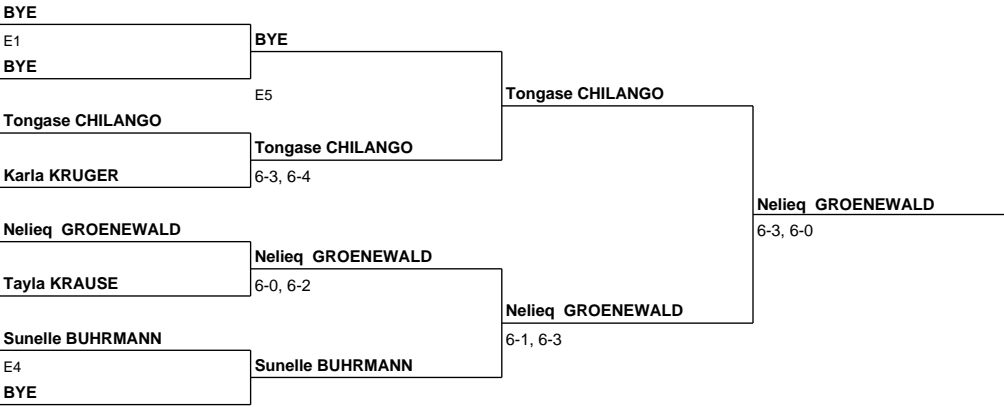 BYE
E1
BYE
BYE
E5
Tongase CHILANGO
Tongase CHILANGO
Tongase CHILANGO
Karla KRUGER
6-3, 6-4
Nelieq  GROENEWALD
6-3, 6-0
Nelieq  GROENEWALD
Nelieq  GROENEWALD
Tayla KRAUSE
6-0, 6-2
Nelieq  GROENEWALD
6-1, 6-3
Sunelle BUHRMANN
E4
Sunelle BUHRMANN
BYE